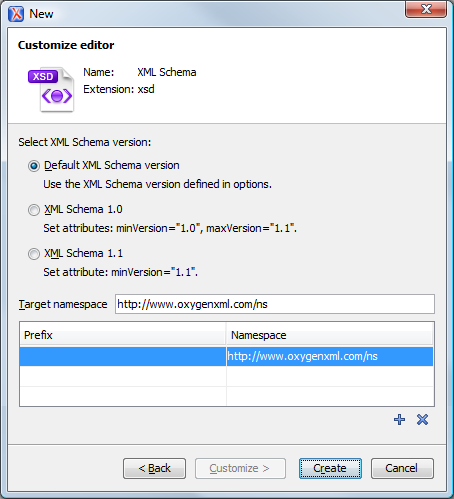 New
Customize editor
XSD
Name: XML Schema
Extension: xsd
Select XML Schema version:
Default XML Schema version
Use the XML Schema version defined in options.
XML Schema 1.0
Set attributes: minVersion="1.0", maxVersion="1.1".
XML Schema 1.1
Set attribute: minVersion="1.1".
Target namespace http://www.oxygenxml.com/ns
Prefix Namespace
http://www.oxygenxml.com/ns
< Back Customize > Create Cancel